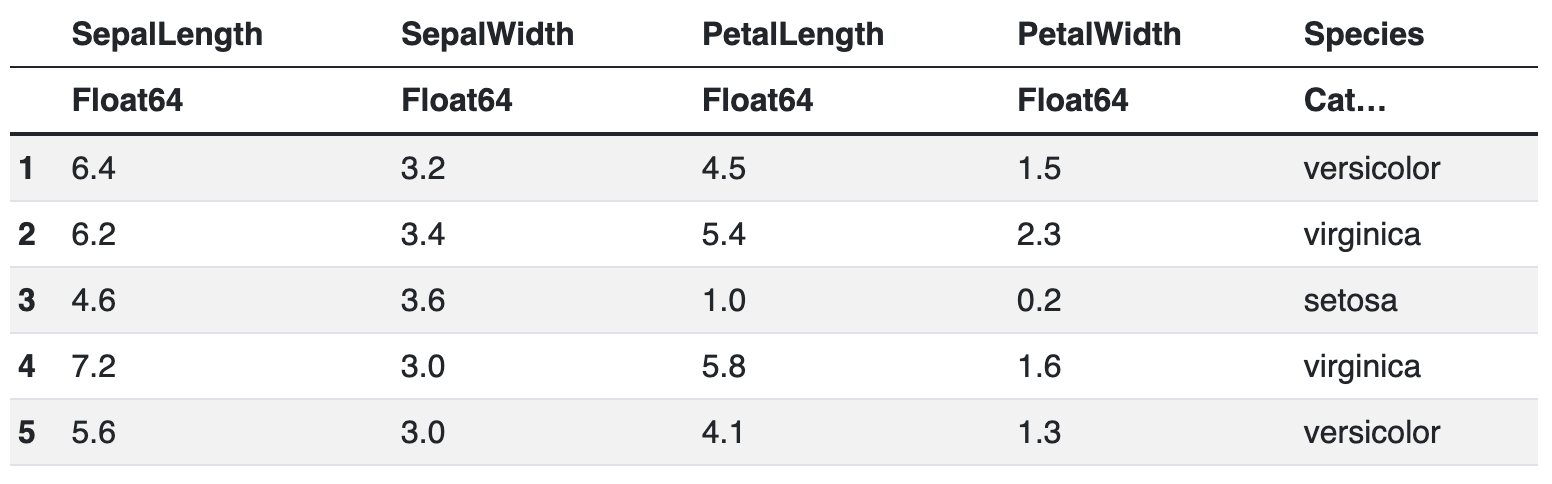 SepalLength SepalWidth PetalLength PetalWidth Species
Float64 Float64 Float64 Float64 Cat…
1 6.4 3.2 4.5 1.5 versicolor
2 6.2 3.4 5.4 2.3 virginica
3 4.6 3.6 1.0 0.2 setosa
4 7.2 3.0 5.8 1.6 virginica
5 5.6 3.0 4.1 1.3 versicolor